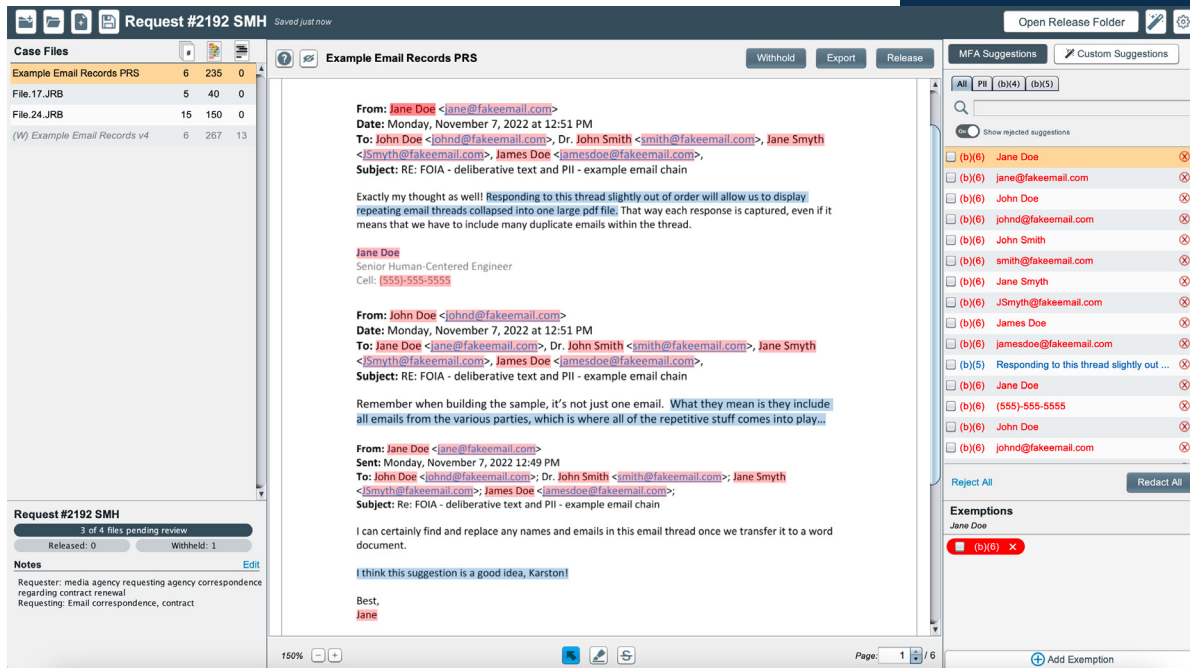 Request #2192 SMH Saved just now
Open Release Folder
Case Files #
Example Email Records PRS 6 235 0
File.17.JRB 5 40 0
File.24.JRB 15 150 0
(W) Example Email Records v4 6 267 13
Request #2192 SMH
3 of 4 files pending review
Released: 0 Withheld: 1
Notes Edit
Requester: media agency requesting agency correspondence
regarding contract renewal
Requesting: Email correspondence, contract
? Example Email Records PRS Withhold Export Release
From: Jane Doe <jane@fakeemail.com>
Date: Monday, November 7, 2022 at 12:51 PM
To: John Doe <johnd@fakeemail.com>, Dr. John Smith <smith@fakeemail.com>, Jane Smyth
<JSmyth@fakeemail.com>, James Doe <jamesdoe@fakeemail.com>,
Subject: RE: FOIA - deliberative text and PII - example email chain
Exactly my thought as well! Responding to this thread slightly out of order will allow us to display
repeating email threads collapsed into one large pdf file. That way each response is captured, even if it
means that we have to include many duplicate emails within the thread.
Jane Doe
Senior Human-Centered Engineer
Cell: (555)-555-5555
From: John Doe <johnd@fakeemail.com>
Date: Monday, November 7, 2022 at 12:51 PM
To: Jane Doe <jane@fakeemail.com>, Dr. John Smith <smith@fakeemail.com>, Jane Smyth
<JSmyth@fakeemail.com>, James Doe <jamesdoe@fakeemail.com>,
Subject: RE: FOIA - deliberative text and PII - example email chain
Remember when building the sample, it's not just one email. What they mean is they include
all emails from the various parties, which is where all of the repetitive stuff comes into play...
From: Jane Doe <jane@fakeemail.com>
Sent: Monday, November 7, 2022 12:49 PM
To: John Doe <johnd@fakeemail.com>; Dr. John Smith <smith@fakeemail.com>; Jane Smyth
<JSmyth@fakeemail.com>; James Doe <jamesdoe@fakeemail.com>;
Subject: Re: FOIA - deliberative text and PII - example email chain
I can certainly find and replace any names and emails in this email thread once we transfer it to a word
document.
I think this suggestion is a good idea, Karston!
Best,
Jane
150% − + S Page: 1 / 6
MFA Suggestions Custom Suggestions
All PII (b)(4) (b)(5)
On Show rejected suggestions
(b)(6) Jane Doe
(b)(6) jane@fakeemail.com
(b)(6) John Doe
(b)(6) johnd@fakeemail.com
(b)(6) John Smith
(b)(6) smith@fakeemail.com
(b)(6) Jane Smyth
(b)(6) JSmyth@fakeemail.com
(b)(6) James Doe
(b)(6) jamesdoe@fakeemail.com
(b)(5) Responding to this thread slightly out ...
(b)(6) Jane Doe
(b)(6) (555)-555-5555
(b)(6) John Doe
(b)(6) johnd@fakeemail.com
Reject All Redact All
Exemptions
Jane Doe
(b)(6) ×
Add Exemption